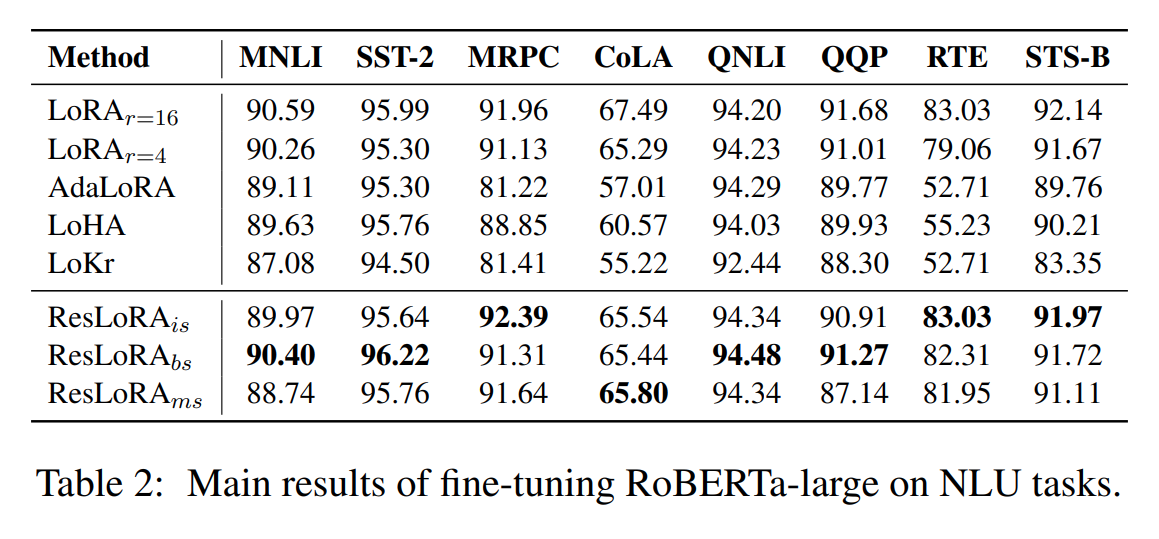 Method MNLI SST-2 MRPC CoLA QNLI QQP RTE STS-B
LoRA r=16 90.59 95.99 91.96 67.49 94.20 91.68 83.03 92.14
LoRA r=4 90.26 95.30 91.13 65.29 94.23 91.01 79.06 91.67
AdaLoRA 89.11 95.30 81.22 57.01 94.29 89.77 52.71 89.76
LoHA 89.63 95.76 88.85 60.57 94.03 89.93 55.23 90.21
LoKr 87.08 94.50 81.41 55.22 92.44 88.30 52.71 83.35
ResLoRA is 89.97 95.64 92.39 65.54 94.34 90.91 83.03 91.97
ResLoRA bs 90.40 96.22 91.31 65.44 94.48 91.27 82.31 91.72
ResLoRA ms 88.74 95.76 91.64 65.80 94.34 87.14 81.95 91.11
Table 2: Main results of fine-tuning RoBERTa-large on NLU tasks.